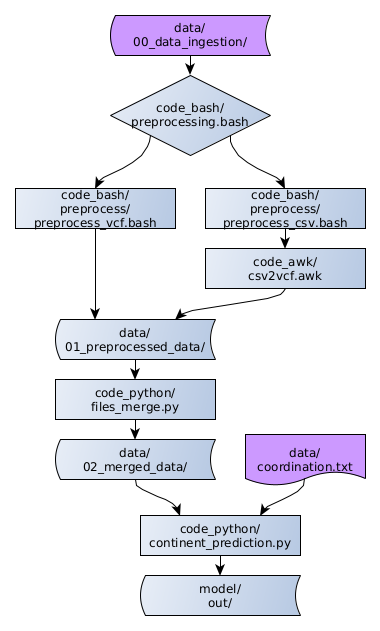 data/
00_data_ingestion/
code_bash/
preprocessing.bash
code_bash/
preprocess/
preprocess_vcf.bash
code_bash/
preprocess/
preprocess_csv.bash
code_awk/
csv2vcf.awk
data/
01_preprocessed_data/
code_python/
files_merge.py
data/
02_merged_data/
data/
coordination.txt
code_python/
continent_prediction.py
model/
out/